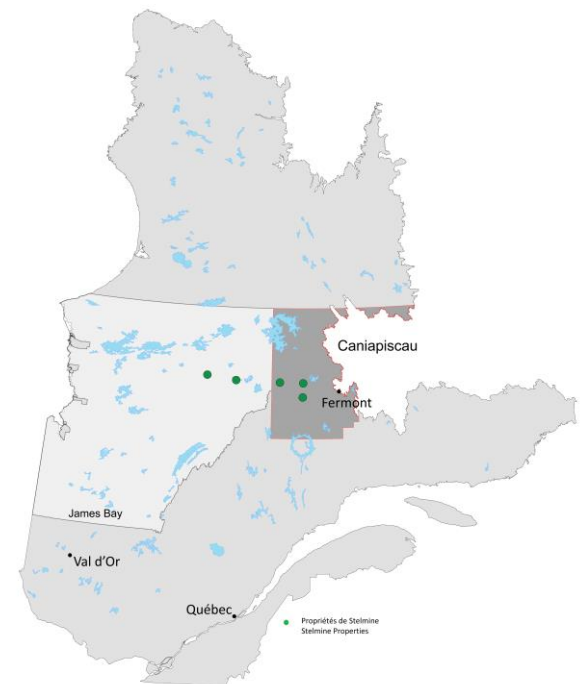 Caniapiscau
Fermont
James Bay
Val d'Or
Québec
Propriétés de Stelmine
Stelmine Properties